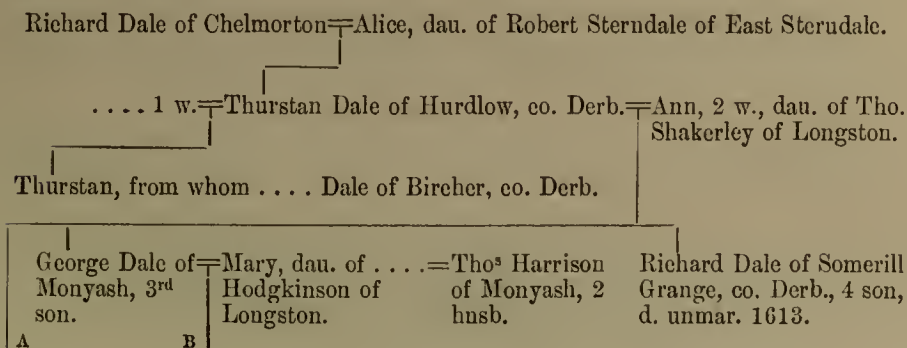 Richard Dale of Chelmorton=Alice, dau. of Robert Sterndale of East Sterudale.
.... 1 w.=Thurstan Dale of Hurdlow, co. Derb.=Ann, 2 w., dau. of Tho.
Shakerley of Longston.
Thurstan, from whom .... Dale of Bircher, co. Derb.
George Dale of=Mary, dau. of ....=Thoˢ Harrison
Monyash, 3rd Hodgkinson of of Monyash, 2
son. Longston. husb.
Richard Dale of Somerill
Grange, co. Derb., 4 son,
d. unmar. 1613.
A B